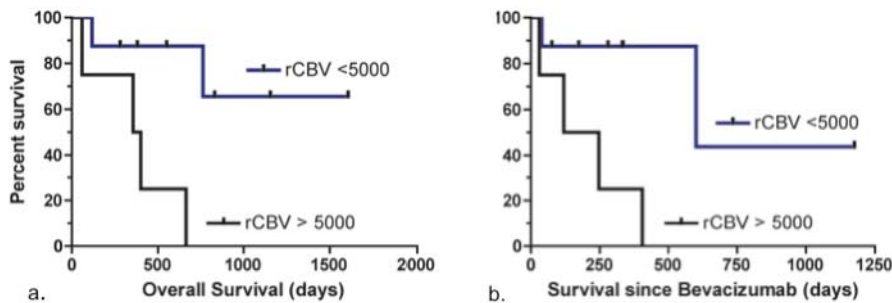 100
80
60
40
20
0
Percent survival
rCBV <5000
rCBV > 5000
0 500 1000 1500 2000
Overall Survival (days)
a.
100
80
60
40
20
0
rCBV <5000
rCBV > 5000
0 250 500 750 1000 1250
Survival since Bevacizumab (days)
b.